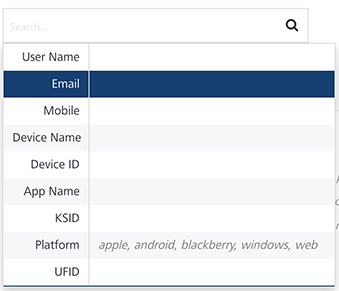 Search...
User Name
Email
Mobile
Device Name
Device ID
App Name
KSID
Platform apple, android, blackberry, windows, web
UFID